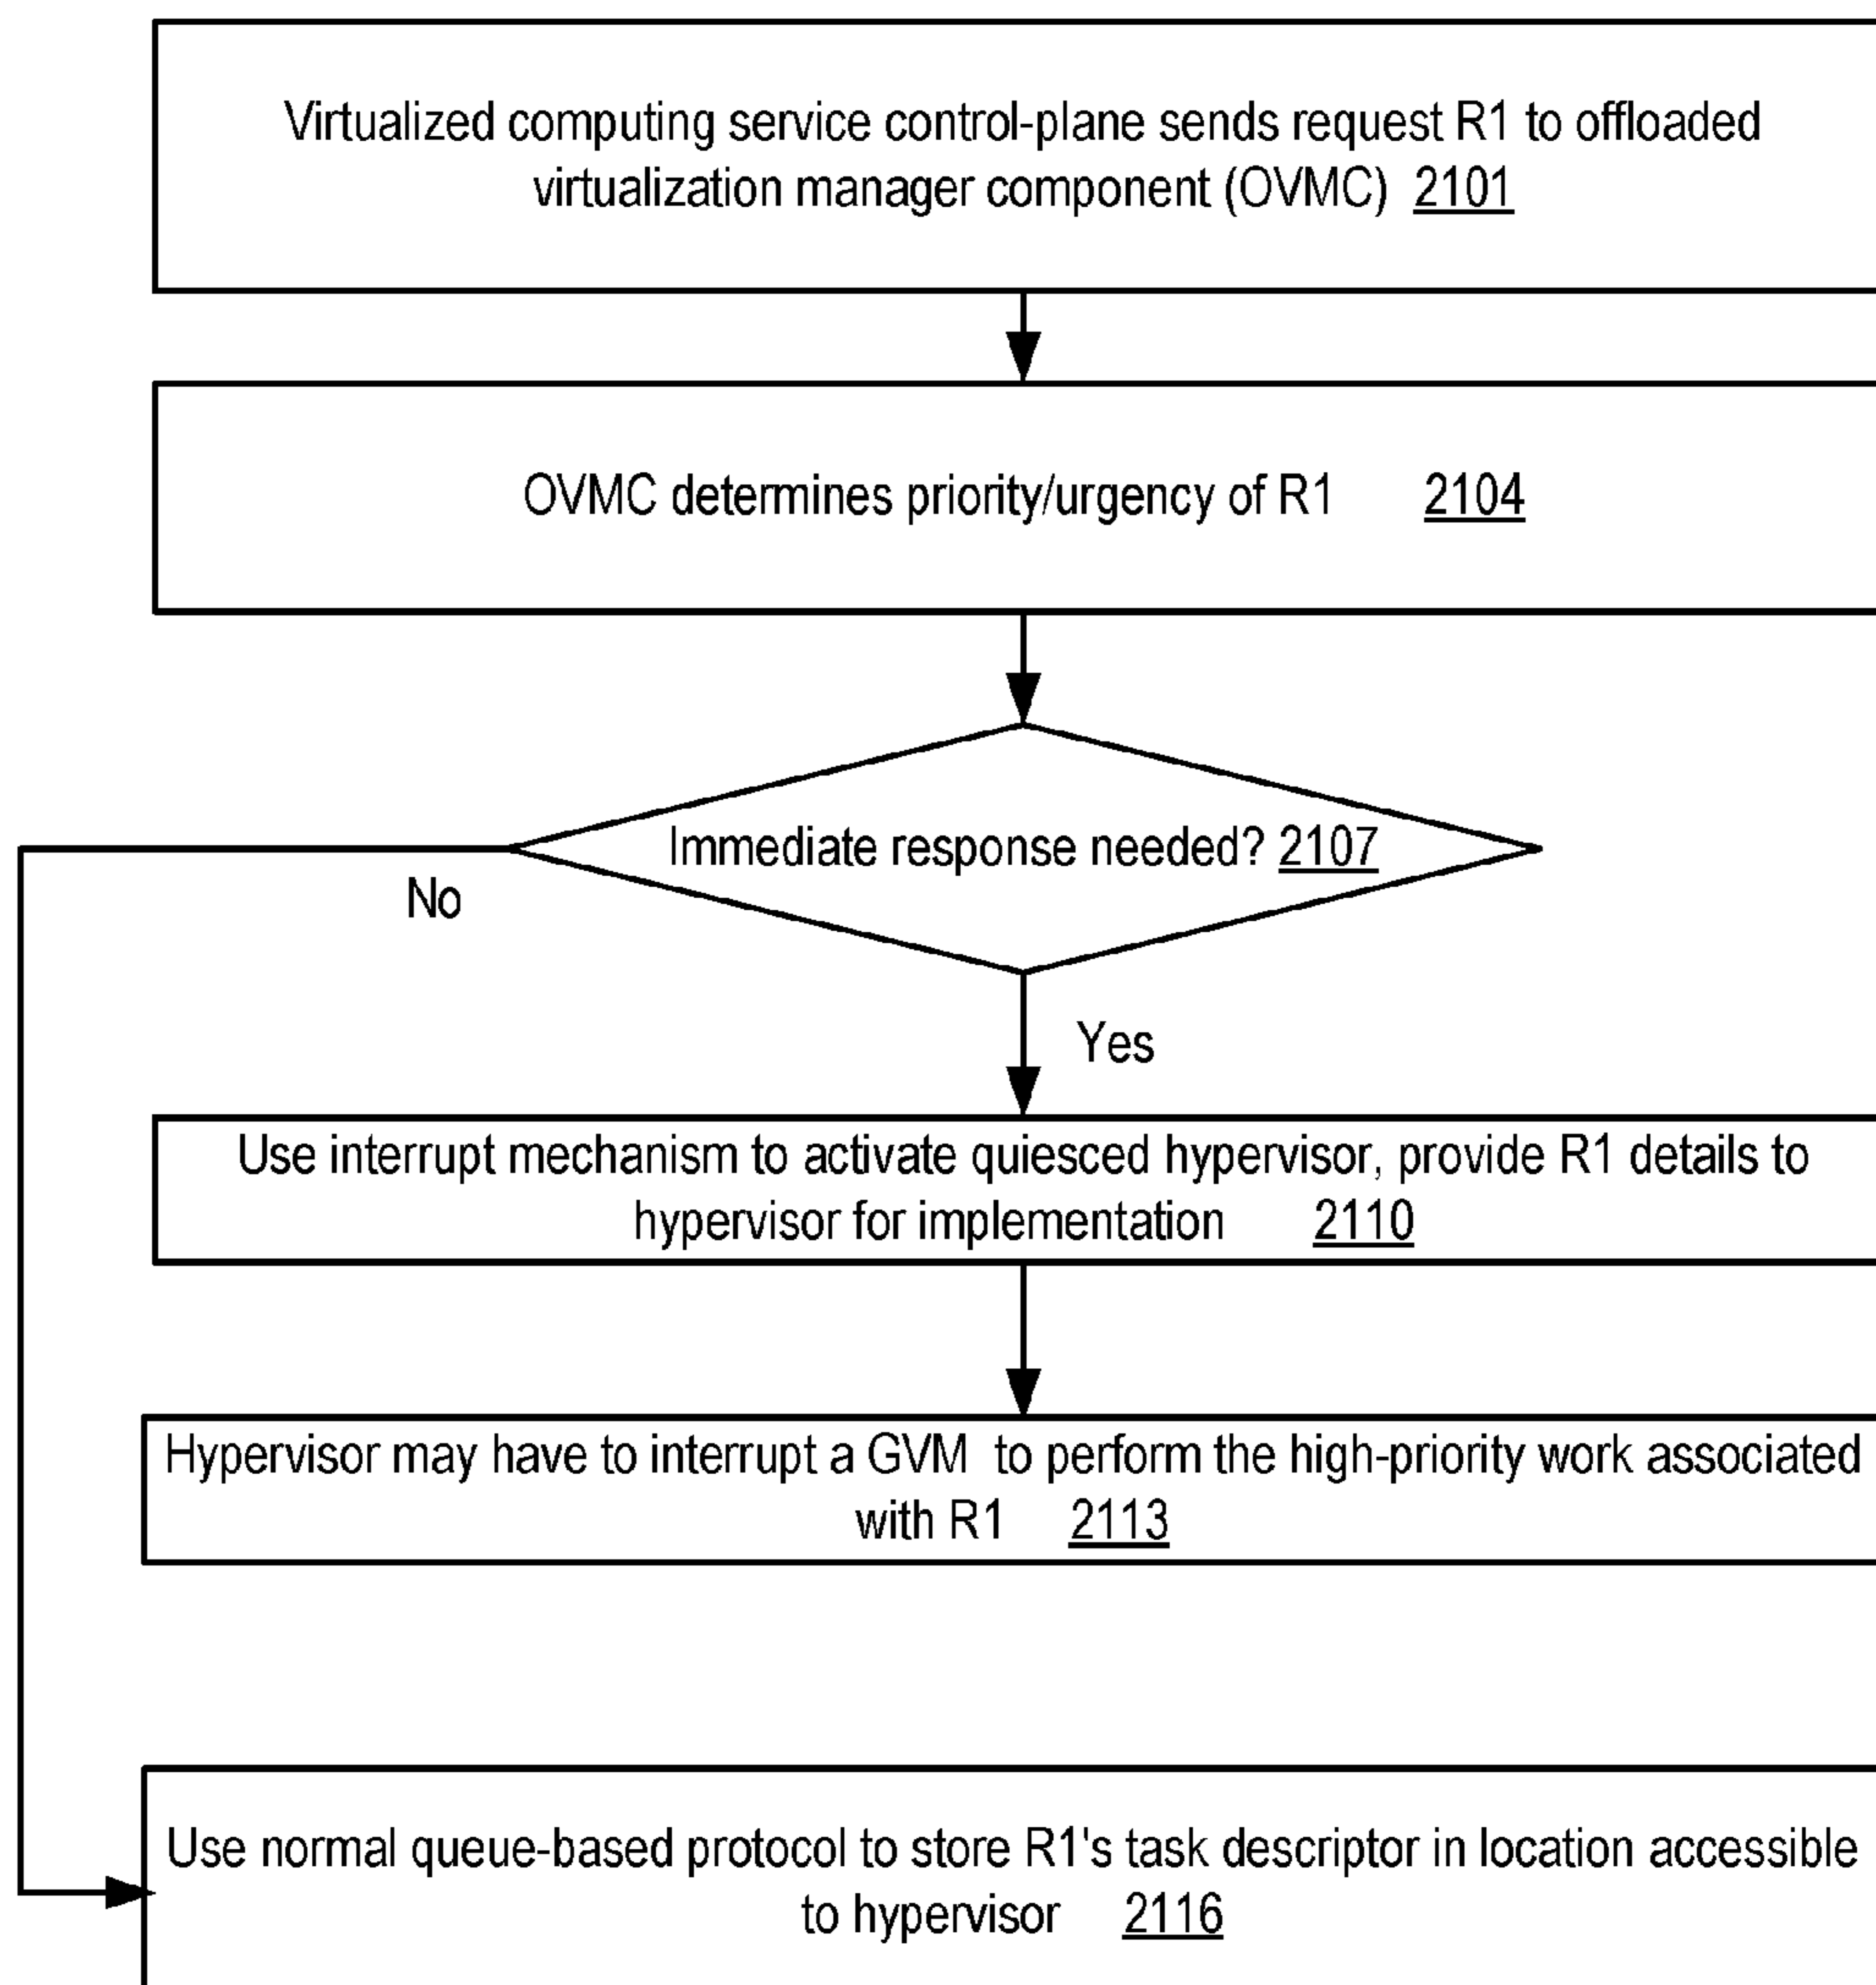 Virtualized computing service control-plane sends request R1 to offloaded
virtualization manager component (OVMC) 2101
OVMC determines priority/urgency of R1 2104
Immediate response needed? 2107
No
Yes
Use interrupt mechanism to activate quiesced hypervisor, provide R1 details to
hypervisor for implementation 2110
Hypervisor may have to interrupt a GVM to perform the high-priority work associated
with R1 2113
Use normal queue-based protocol to store R1's task descriptor in location accessible
to hypervisor 2116